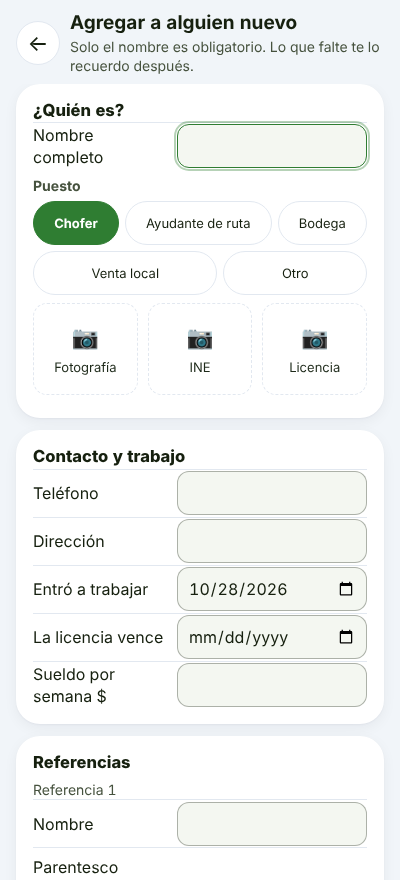 Agregar a alguien nuevo
Solo el nombre es obligatorio. Lo que falte te lo
recuerdo después.
¿Quién es?
Nombre
completo
Puesto
Chofer
Ayudante de ruta
Bodega
Venta local
Otro
Fotografía
INE
Licencia
Contacto y trabajo
Teléfono
Dirección
Entró a trabajar
10/28/2026
La licencia vence
mm/dd/yyyy
Sueldo por
semana $
Referencias
Referencia 1
Nombre
Parentesco